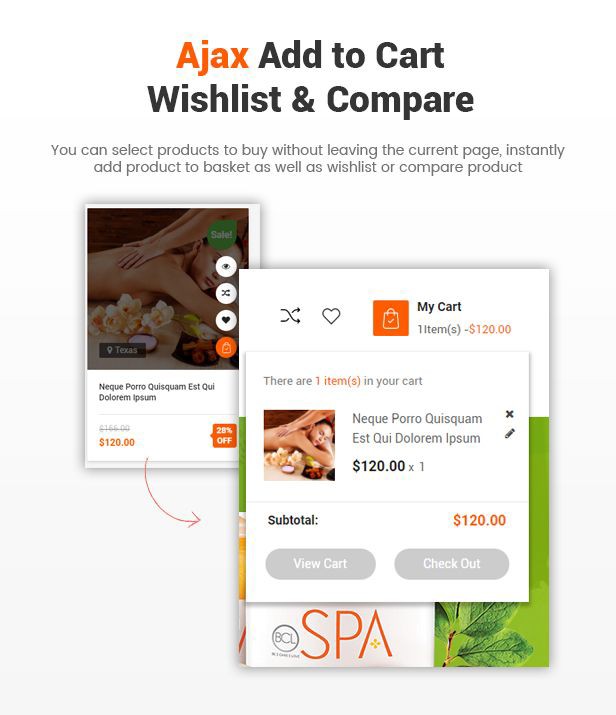 Ajax Add to Cart
Wishlist & Compare
You can select products to buy without leaving the current page, instantly
add product to basket as well as wishlist or compare product
Sale!
Texas
Neque Porro Quisquam Est Qui
Dolorem Ipsum
$166.00
$120.00
28%
OFF
My Cart
1Item(s) -$120.00
There are 1 item(s) in your cart
Neque Porro Quisquam
Est Qui Dolorem Ipsum
$120.00 x 1
Subtotal: $120.00
View Cart
Check Out
BCL
SPA